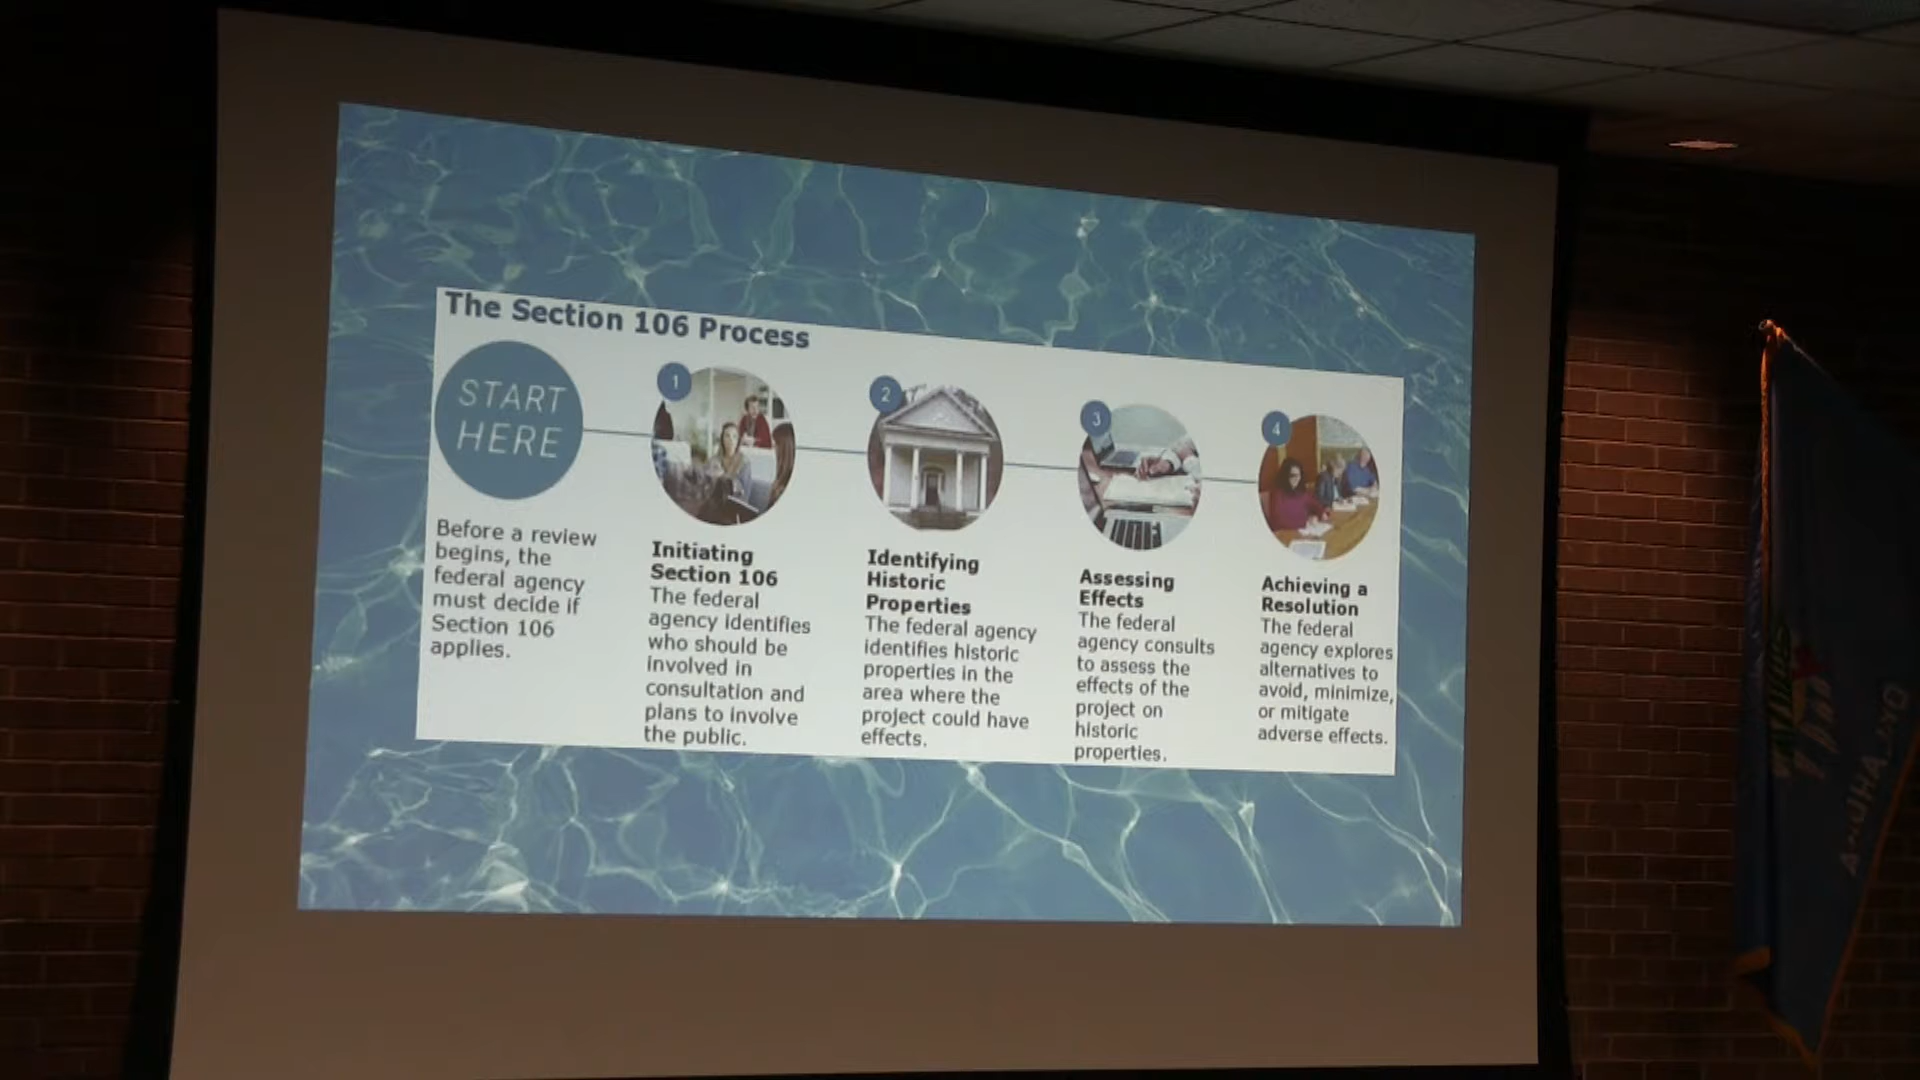 The Section 106 Process
START
HERE
Before a review
begins, the
federal agency
must decide if
Section 106
applies.
1
Initiating
Section 106
The federal
agency identifies
who should be
involved in
consultation and
plans to involve
the public.
2
Identifying
Historic
Properties
The federal agency
identifies historic
properties in the
area where the
project could have
effects.
3
Assessing
Effects
The federal
agency consults
to assess the
effects of the
project on
historic
properties.
4
Achieving a
Resolution
The federal
agency explores
alternatives to
avoid, minimize,
or mitigate
adverse effects.
OKLAHOMA